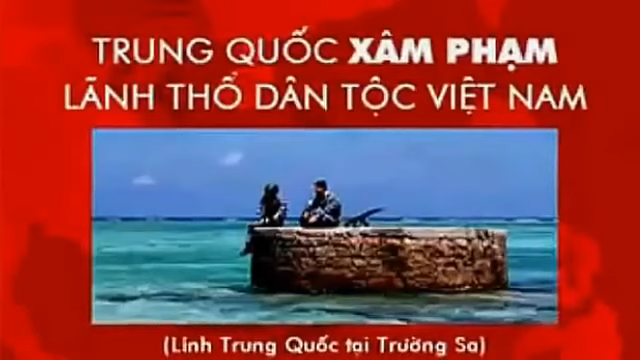 TRUNG QUỐC XÂM PHẠM
LÃNH THỔ DÂN TỘC VIỆT NAM
(Lính Trung Quốc tại Trường Sa)